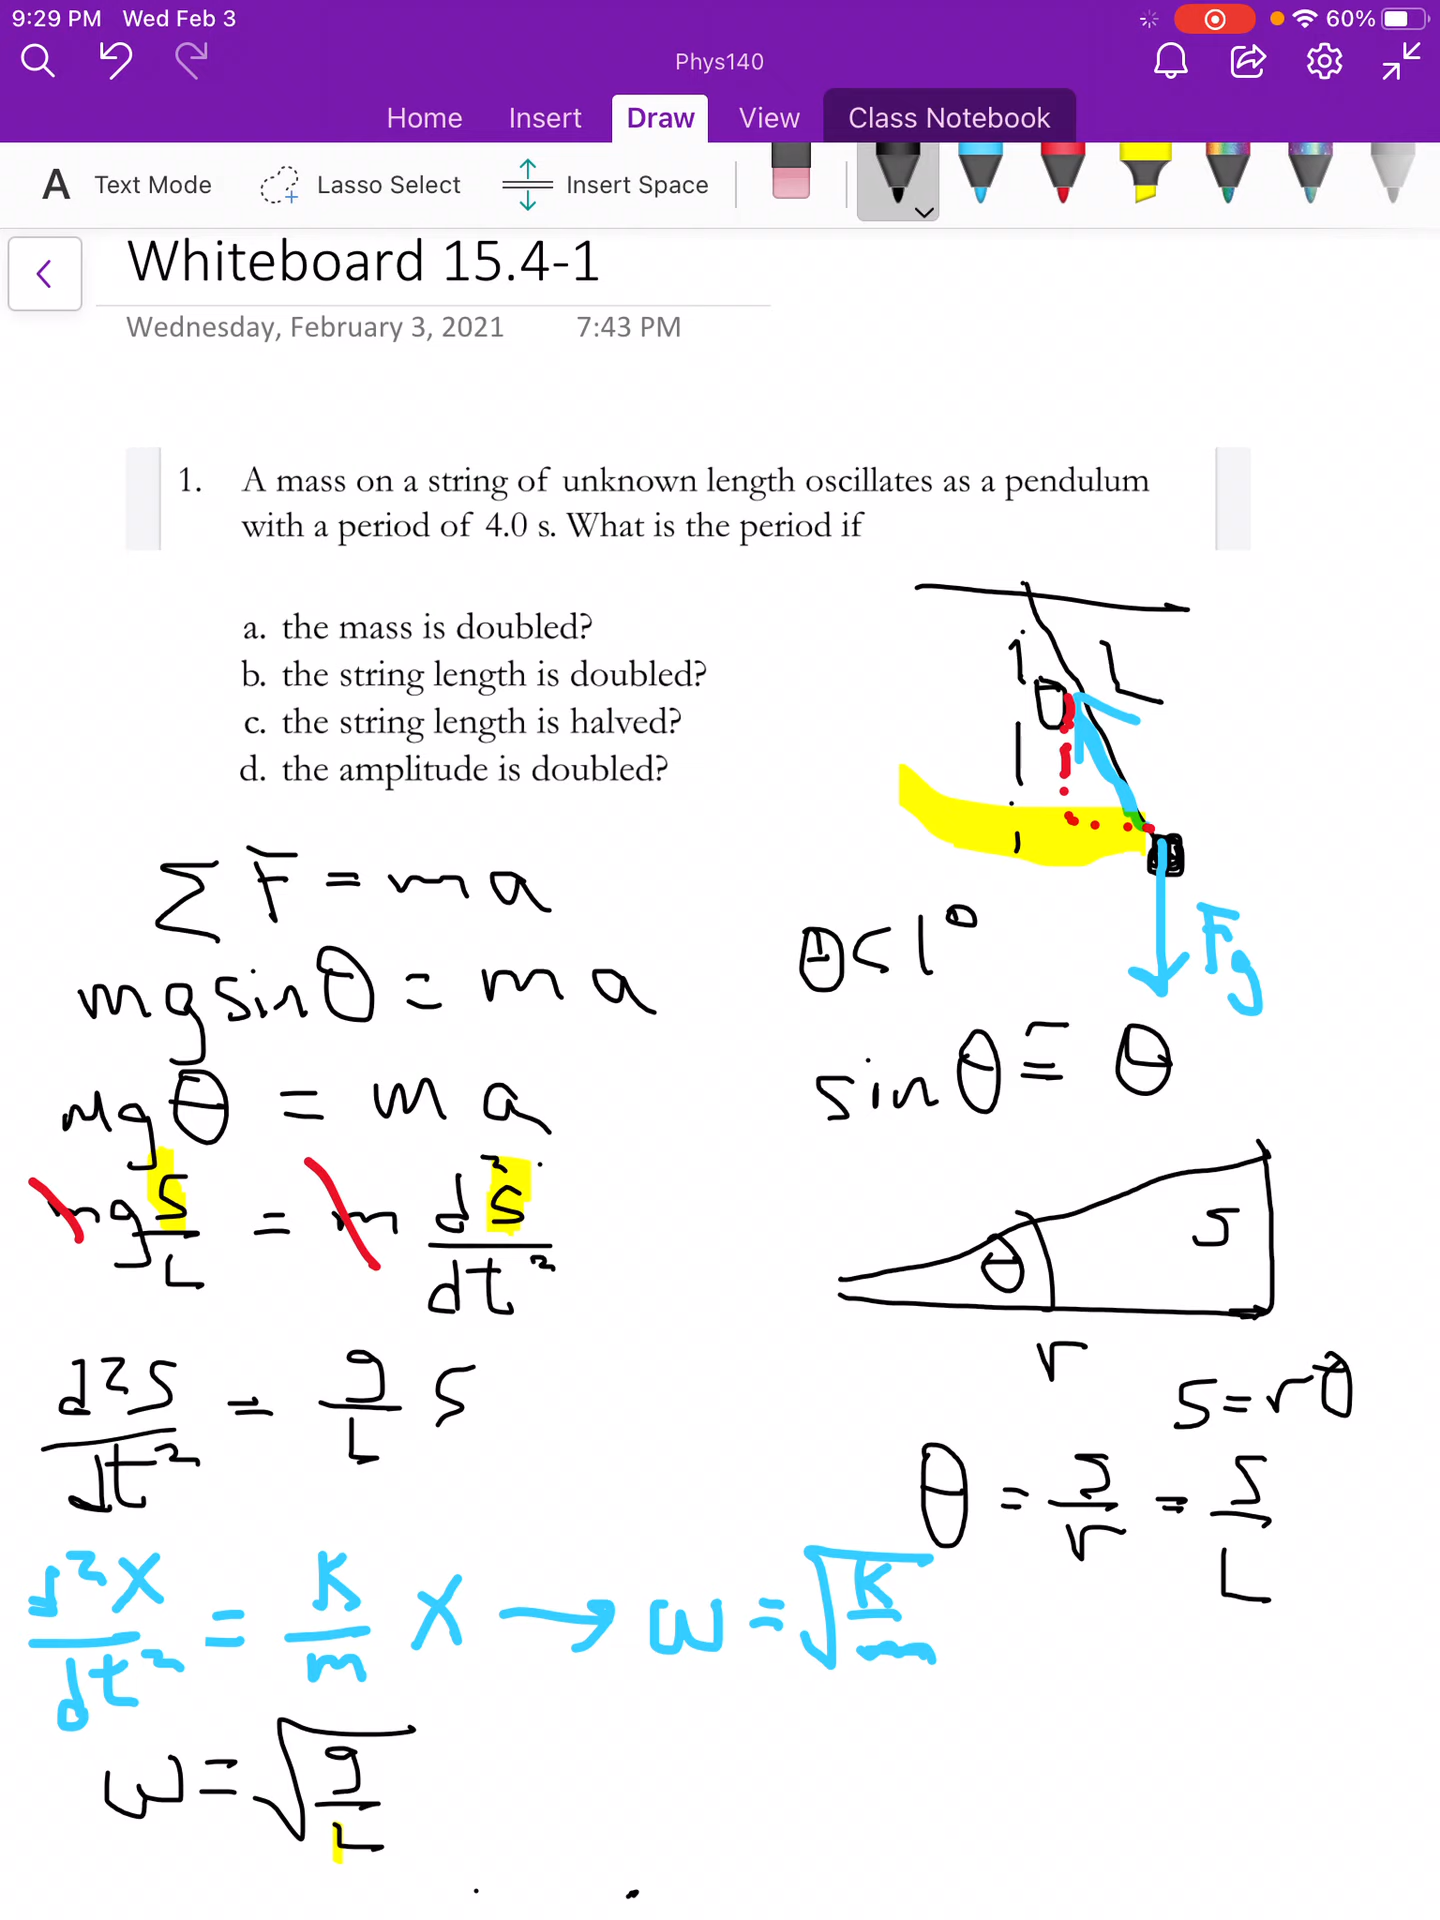 9:29 PM Wed Feb 3
60%
Phys140
Home Insert Draw View Class Notebook
A Text Mode Lasso Select Insert Space
Whiteboard 15.4-1
Wednesday, February 3, 2021 7:43 PM
1. A mass on a string of unknown length oscillates as a pendulum
with a period of 4.0 s. What is the period if
a. the mass is doubled?
b. the string length is doubled?
c. the string length is halved?
d. the amplitude is doubled?
θ L
Fg
ΣF = ma
mg sinθ = ma
mgθ = ma
mg s/L = m d²s/dt²
d²s/dt² = g/L s
d²x/dt² = K/m x → ω = √K/m
ω = √g/L
θ<1°
sinθ = θ
θ s
r
s=rθ
θ = s/r = s/L